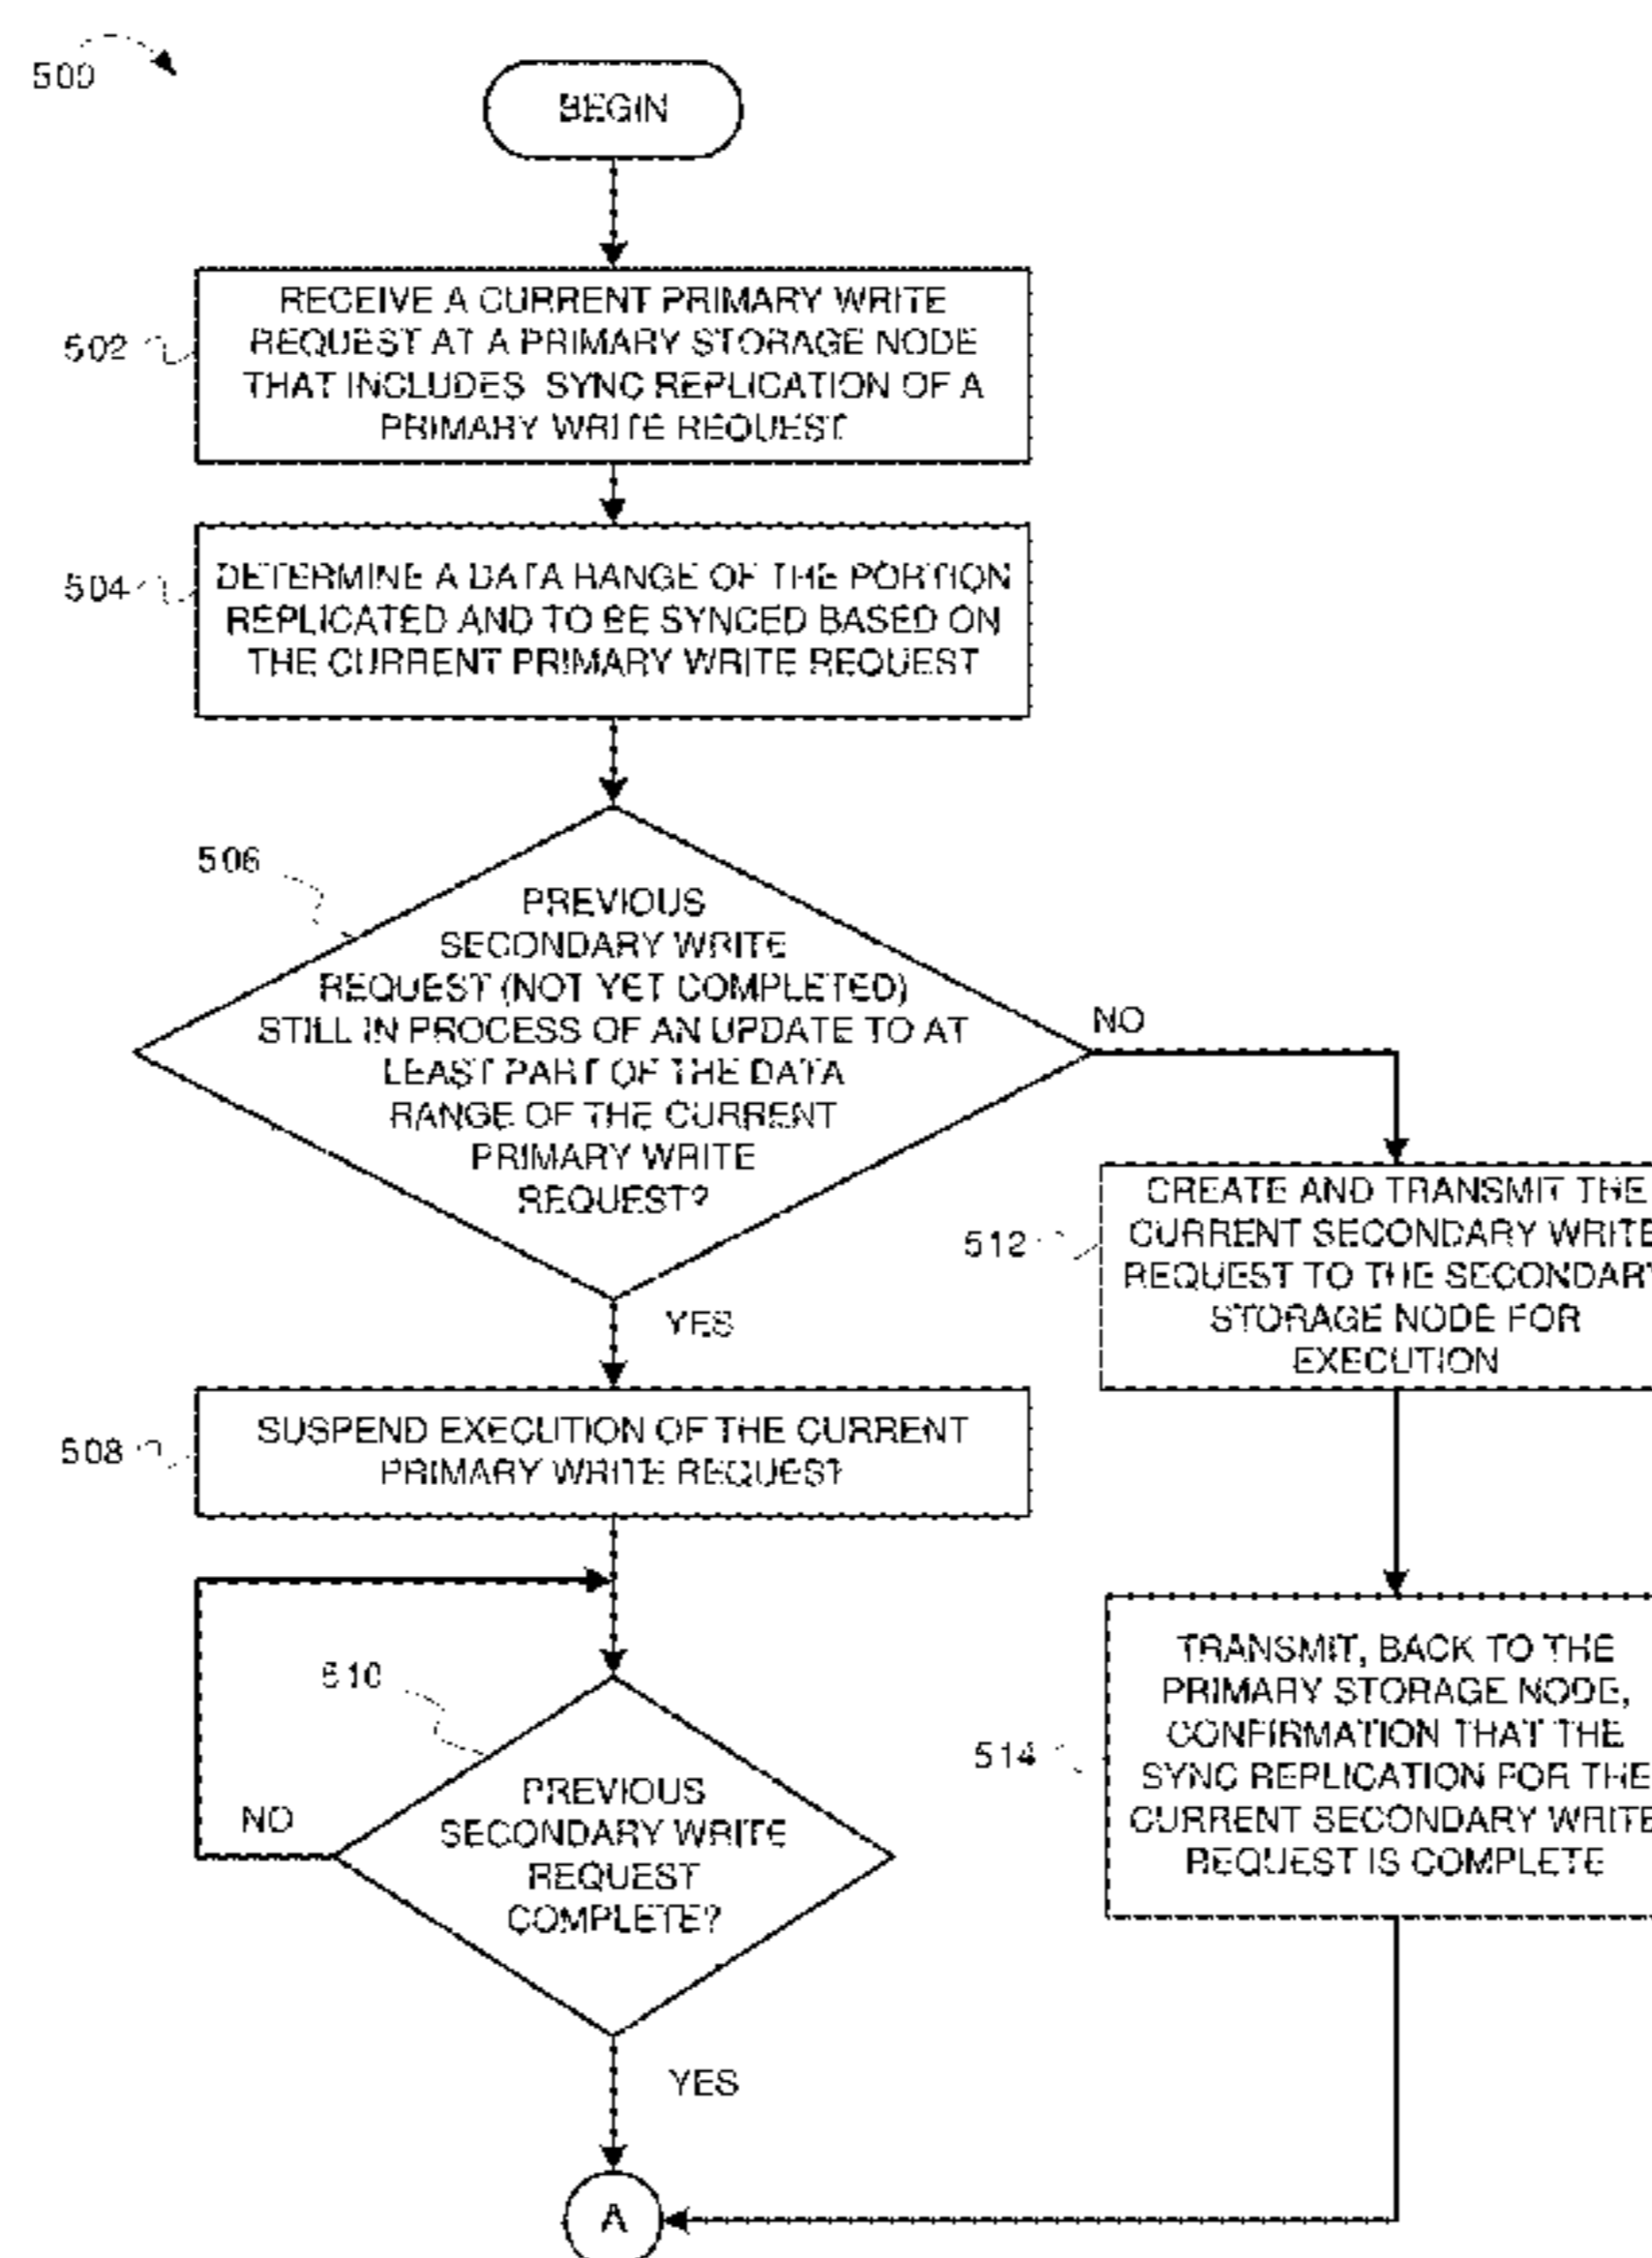 500
BEGIN
502
RECEIVE A CURRENT PRIMARY WRITE
REQUEST AT A PRIMARY STORAGE NODE
THAT INCLUDES SYNC REPLICATION OF A
PRIMARY WRITE REQUEST
504
DETERMINE A DATA RANGE OF THE PORTION
REPLICATED AND TO BE SYNCED BASED ON
THE CURRENT PRIMARY WRITE REQUEST
506
PREVIOUS
SECONDARY WRITE
REQUEST (NOT YET COMPLETED)
STILL IN PROCESS OF AN UPDATE TO AT
LEAST PART OF THE DATA
RANGE OF THE CURRENT
PRIMARY WRITE
REQUEST?
NO
YES
512
CREATE AND TRANSMIT THE
CURRENT SECONDARY WRITE
REQUEST TO THE SECONDARY
STORAGE NODE FOR
EXECUTION
508
SUSPEND EXECUTION OF THE CURRENT
PRIMARY WRITE REQUEST
510
PREVIOUS
SECONDARY WRITE
REQUEST
COMPLETE?
NO
YES
514
TRANSMIT, BACK TO THE
PRIMARY STORAGE NODE,
CONFIRMATION THAT THE
SYNC REPLICATION FOR THE
CURRENT SECONDARY WRITE
REQUEST IS COMPLETE
A